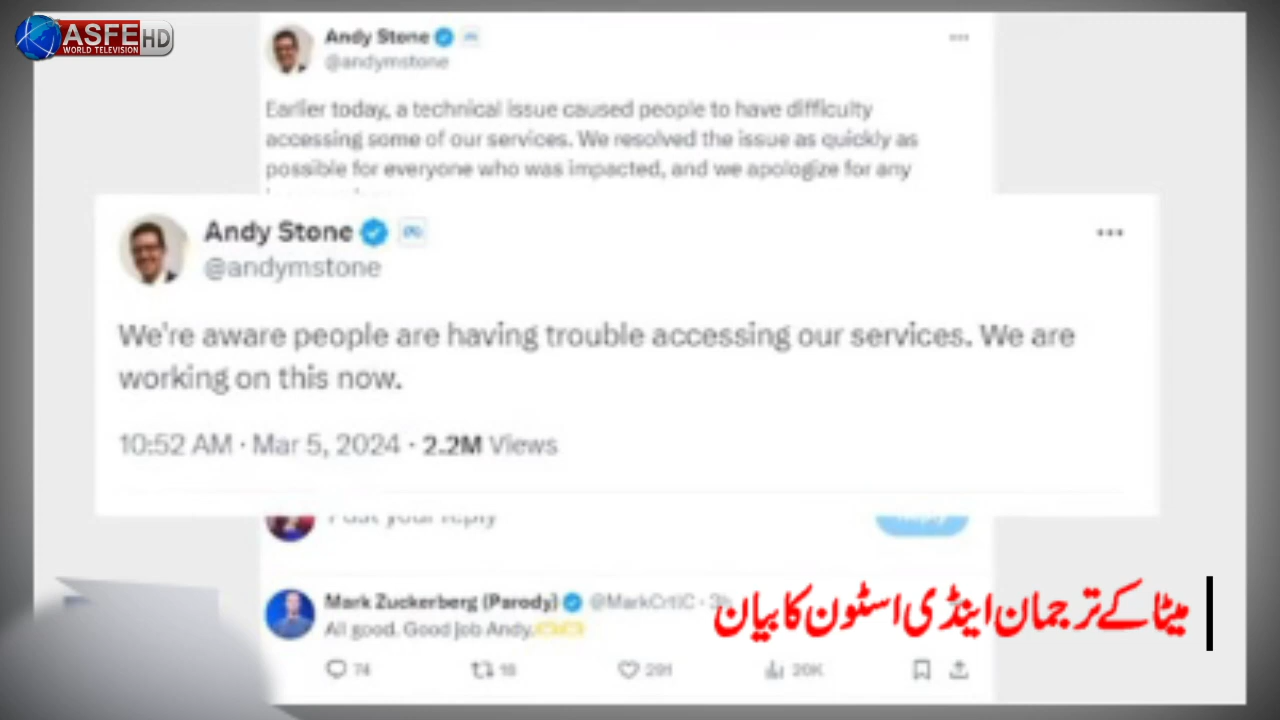 ASFE HD
WORLD TELEVISION
Andy Stone
@andymstone
Earlier today, a technical issue caused people to have difficulty
accessing some of our services. We resolved the issue as quickly as
possible for everyone who was impacted, and we apologize for any
Andy Stone
@andymstone
We're aware people are having trouble accessing our services. We are
working on this now.
10:52 AM · Mar 5, 2024 · 2.2M Views
Post your reply
Reply
Mark Zuckerberg (Parody) @MarkCrtlC
All good. Good job Andy.
74 18 291 20K
میٹا کے ترجمان اینڈی اسٹون کا بیان